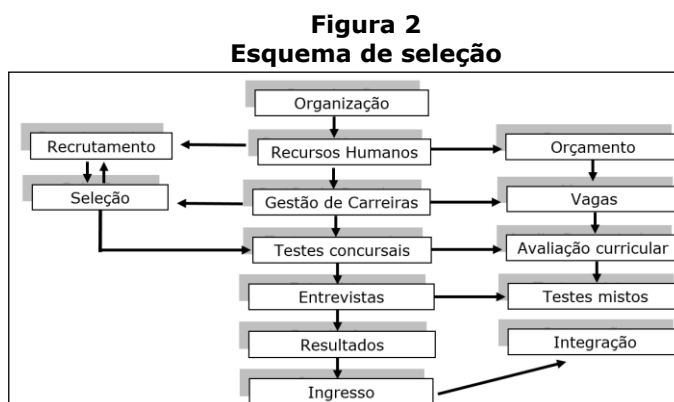 Figura 2
Esquema de seleção
Organização
Recrutamento
Recursos Humanos
Orçamento
Seleção
Gestão de Carreiras
Vagas
Testes concursais
Avaliação curricular
Entrevistas
Testes mistos
Resultados
Integração
Ingresso